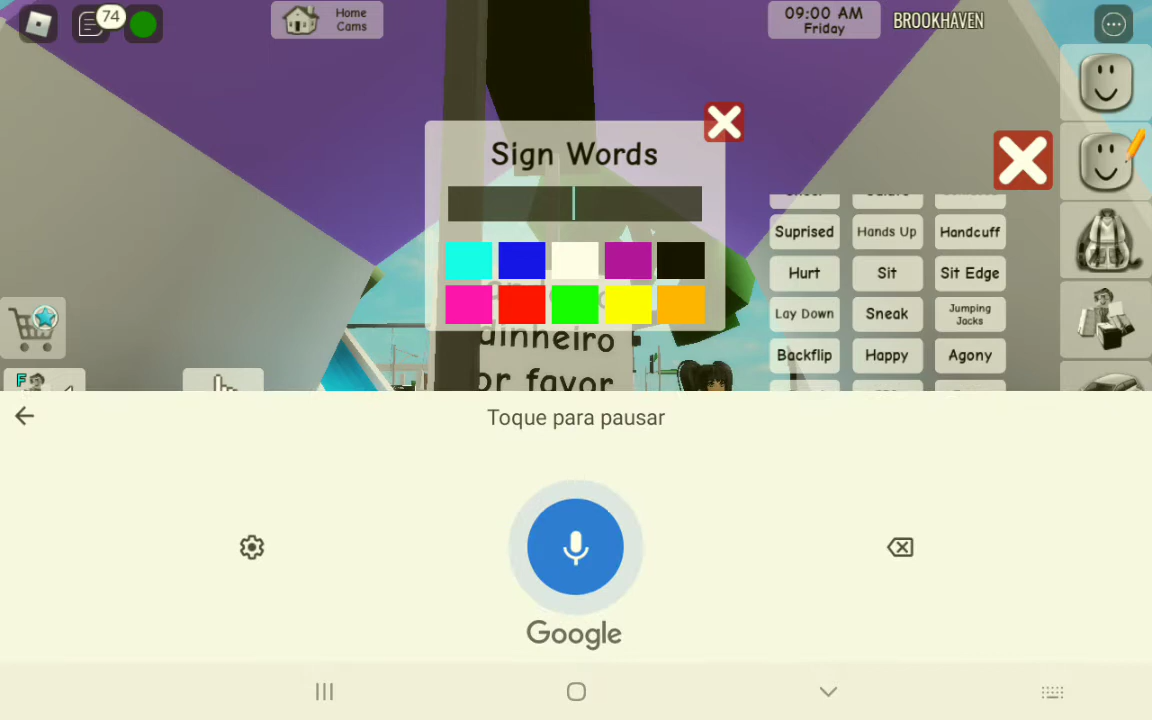 74
Home
Cams
09:00 AM
Friday
BROOKHAVEN
Sign Words
Suprised
Hands Up
Handcuff
Hurt
Sit
Sit Edge
Lay Down
Sneak
Jumping
Jacks
Backflip
Happy
Agony
dinheiro
or favor
F
Toque para pausar
Google